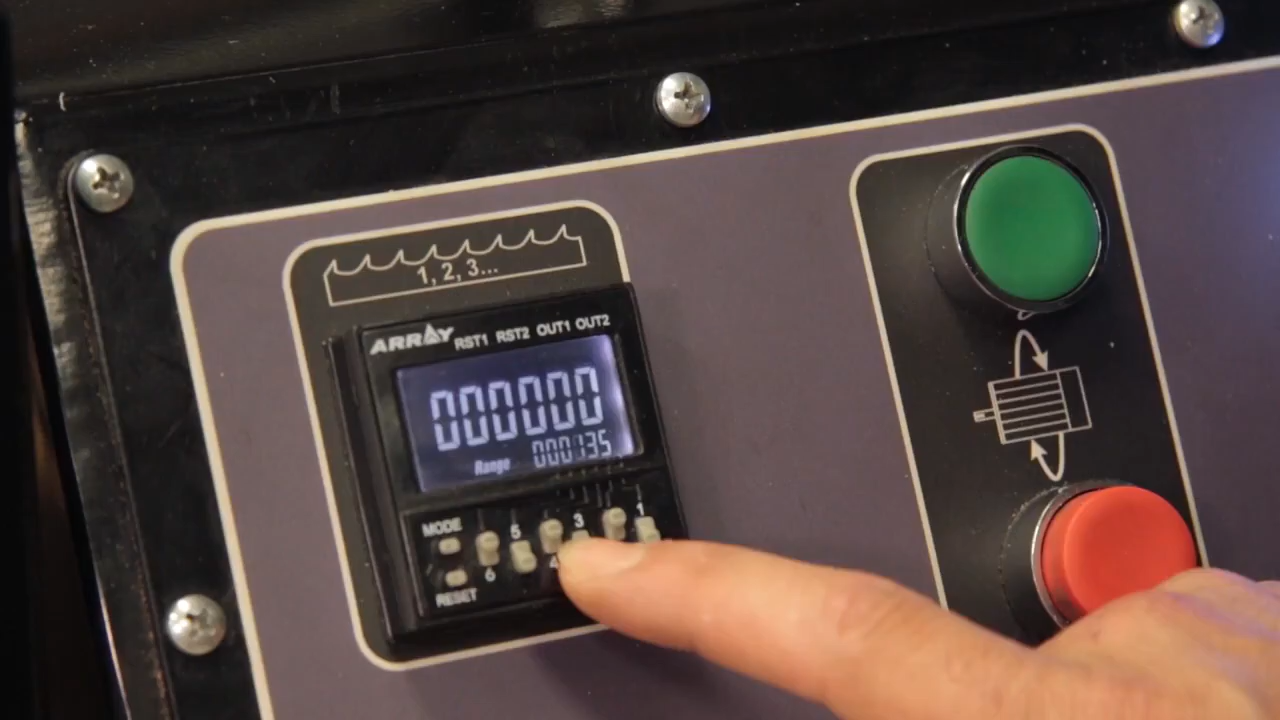 1, 2, 3...
ARRAY RST1 RST2 OUT1 OUT2
000000
Range 000135
MODE 5 3 1
6 4
RESET